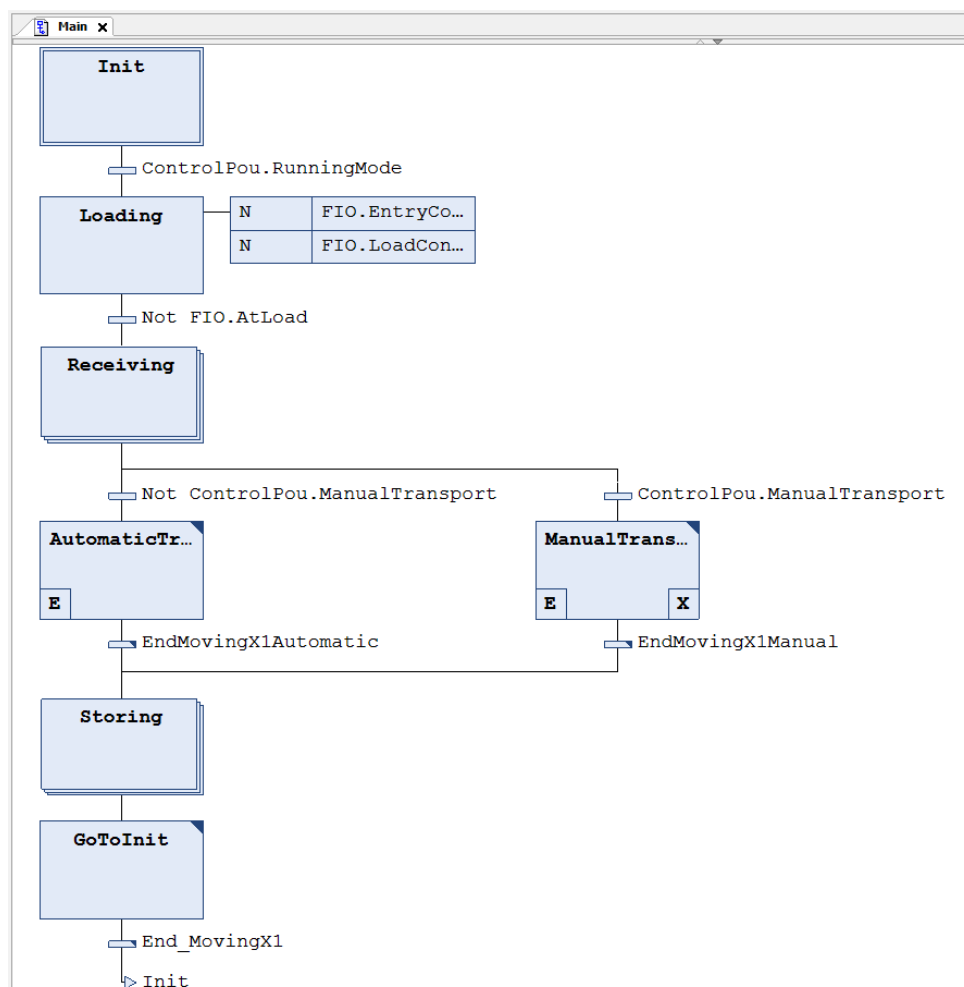 Main
Init
ControlPou.RunningMode
Loading
N FIO.EntryCo…
N FIO.LoadCon…
Not FIO.AtLoad
Receiving
Not ControlPou.ManualTransport
ControlPou.ManualTransport
AutomaticTr…
E
ManualTrans…
E X
EndMovingX1Automatic
EndMovingX1Manual
Storing
GoToInit
End_MovingX1
Init